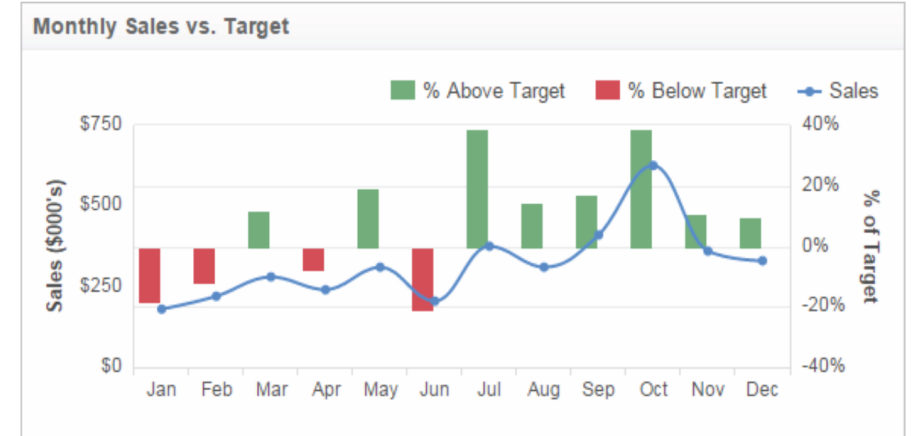 Monthly Sales vs. Target
% Above Target % Below Target Sales
$750 40%
$500 20%
0%
$250 -20%
$0 -40%
Sales ($000's)
% of Target
Jan Feb Mar Apr May Jun Jul Aug Sep Oct Nov Dec